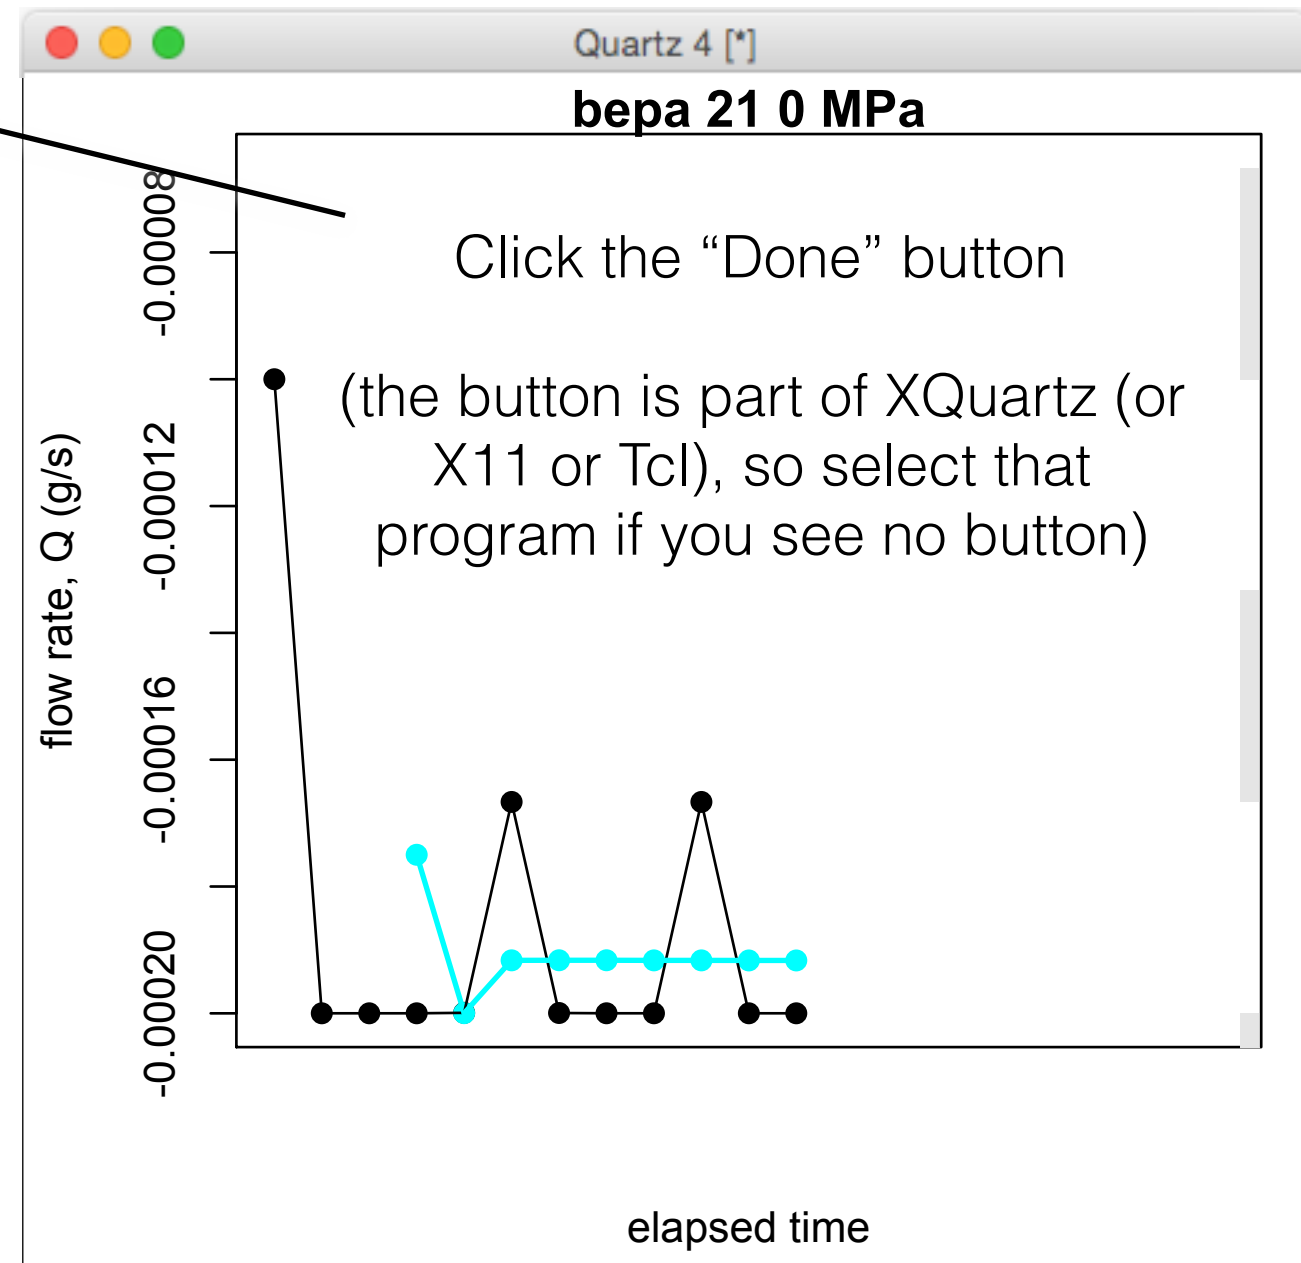 Quartz 4 [*]
bepa 21 0 MPa
-0.00008
Click the “Done” button
(the button is part of XQuartz (or
X11 or Tcl), so select that
program if you see no button)
-0.00012
flow rate, Q (g/s)
-0.00016
-0.00020
elapsed time